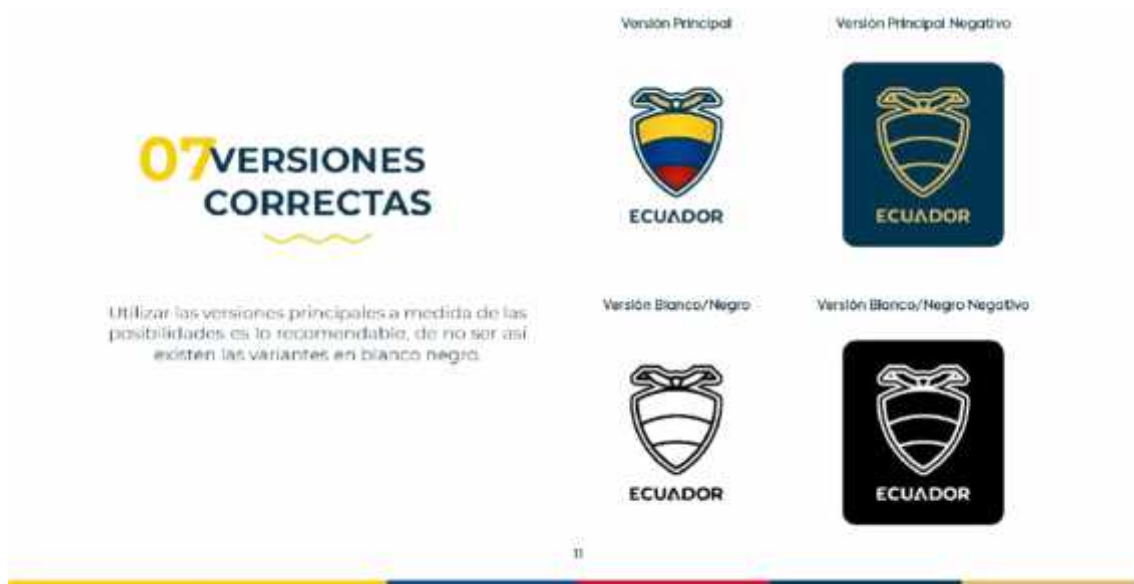 07 VERSIONES
CORRECTAS
Utilizar las versiones principales a medida de las
posibilidades es lo recomendable, de no ser así
existen las variantes en blanco negro.
Versión Principal
ECUADOR
Versión Principal Negativo
ECUADOR
Versión Blanco/Negro
ECUADOR
Versión Blanco/Negro Negativo
ECUADOR
11